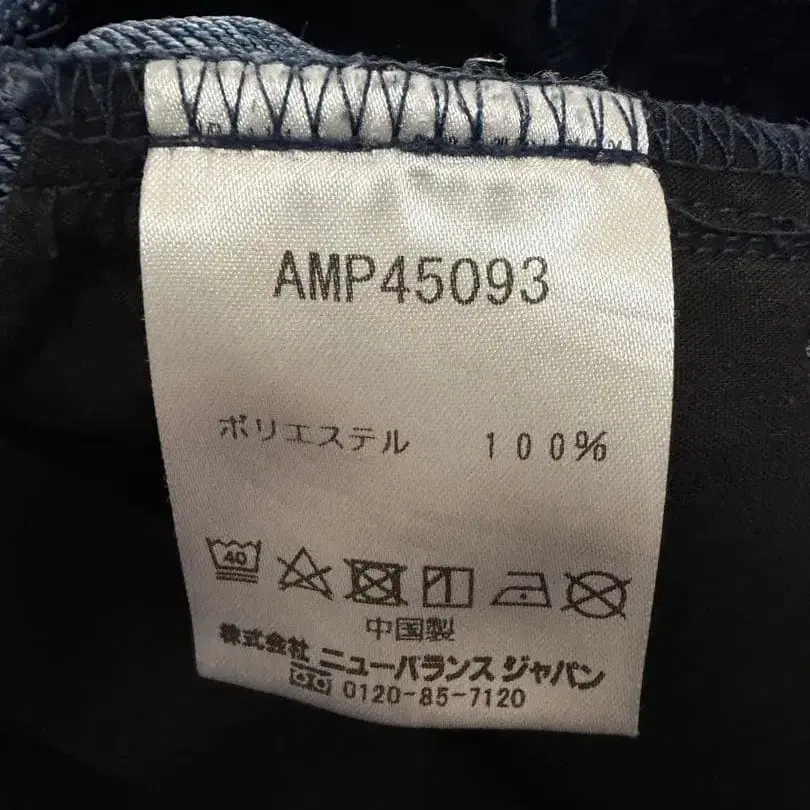 AMP45093
ポリエステル 100%
40
中国製
株式会社 ニューバランス ジャパン
0120-85-7120